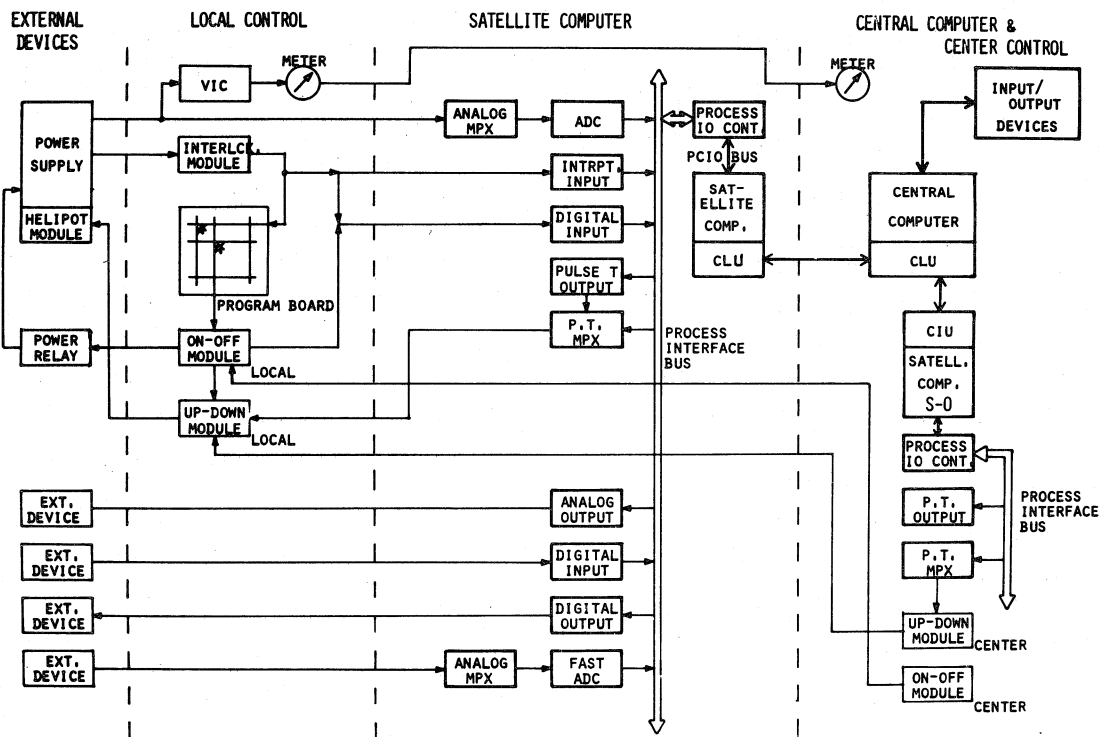 EXTERNAL
DEVICES
LOCAL CONTROL
SATELLITE COMPUTER
CENTRAL COMPUTER &
CENTER CONTROL
VIC
METER
METER
POWER
SUPPLY
HELIPOT
MODULE
INTERLCK.
MODULE
PROGRAM BOARD
POWER
RELAY
ON-OFF
MODULE
LOCAL
UP-DOWN
MODULE
LOCAL
ANALOG
MPX
ADC
INTRPT.
INPUT
DIGITAL
INPUT
PULSE T
OUTPUT
P.T.
MPX
PROCESS
INTERFACE
BUS
PROCESS
IO CONT.
PCIO BUS
SAT-
ELLITE
COMP.
CLU
INPUT/
OUTPUT
DEVICES
CENTRAL
COMPUTER
CLU
CIU
SATELL.
COMP.
S-O
PROCESS
IO CONT.
P.T.
OUTPUT
P.T.
MPX
PROCESS
INTERFACE
BUS
UP-DOWN
MODULE
CENTER
ON-OFF
MODULE
CENTER
EXT.
DEVICE
ANALOG
OUTPUT
EXT.
DEVICE
DIGITAL
INPUT
EXT.
DEVICE
DIGITAL
OUTPUT
EXT.
DEVICE
ANALOG
MPX
FAST
ADC